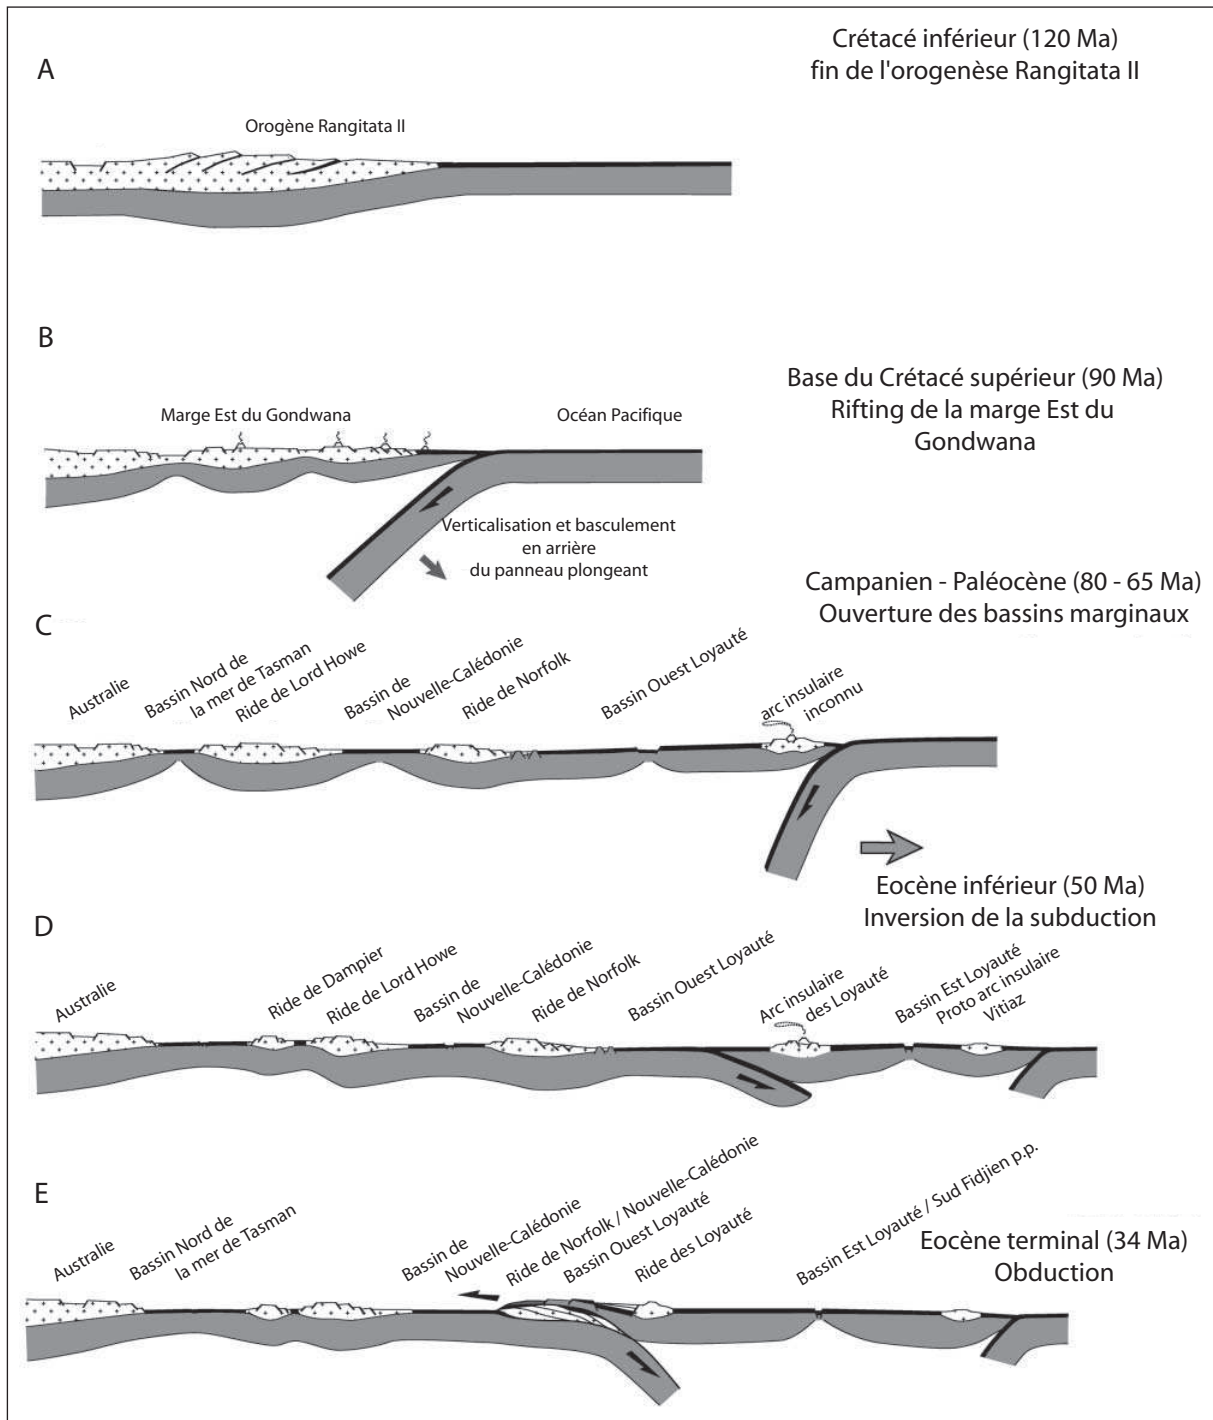 Crétacé inférieur (120 Ma)
fin de l'orogenèse Rangitata II
A
Orogène Rangitata II
B
Base du Crétacé supérieur (90 Ma)
Rifting de la marge Est du
Gondwana
Marge Est du Gondwana
Océan Pacifique
Verticalisation et basculement
en arrière
du panneau plongeant
Campanien - Paléocène (80 - 65 Ma)
Ouverture des bassins marginaux
C
Australie
Bassin Nord de
la mer de Tasman
Ride de Lord Howe
Bassin de
Nouvelle-Calédonie
Ride de Norfolk
Bassin Ouest Loyauté
arc insulaire
inconnu
Eocène inférieur (50 Ma)
Inversion de la subduction
D
Australie
Ride de Dampier
Ride de Lord Howe
Bassin de
Nouvelle-Calédonie
Ride de Norfolk
Bassin Ouest Loyauté
Arc insulaire
des Loyauté
Bassin Est Loyauté
Proto arc insulaire
Vitiaz
E
Australie
Bassin Nord de
la mer de Tasman
Bassin de
Nouvelle-Calédonie
Ride de Norfolk / Nouvelle-Calédonie
Bassin Ouest Loyauté
Ride des Loyauté
Bassin Est Loyauté / Sud Fidjien p.p.
Eocène terminal (34 Ma)
Obduction